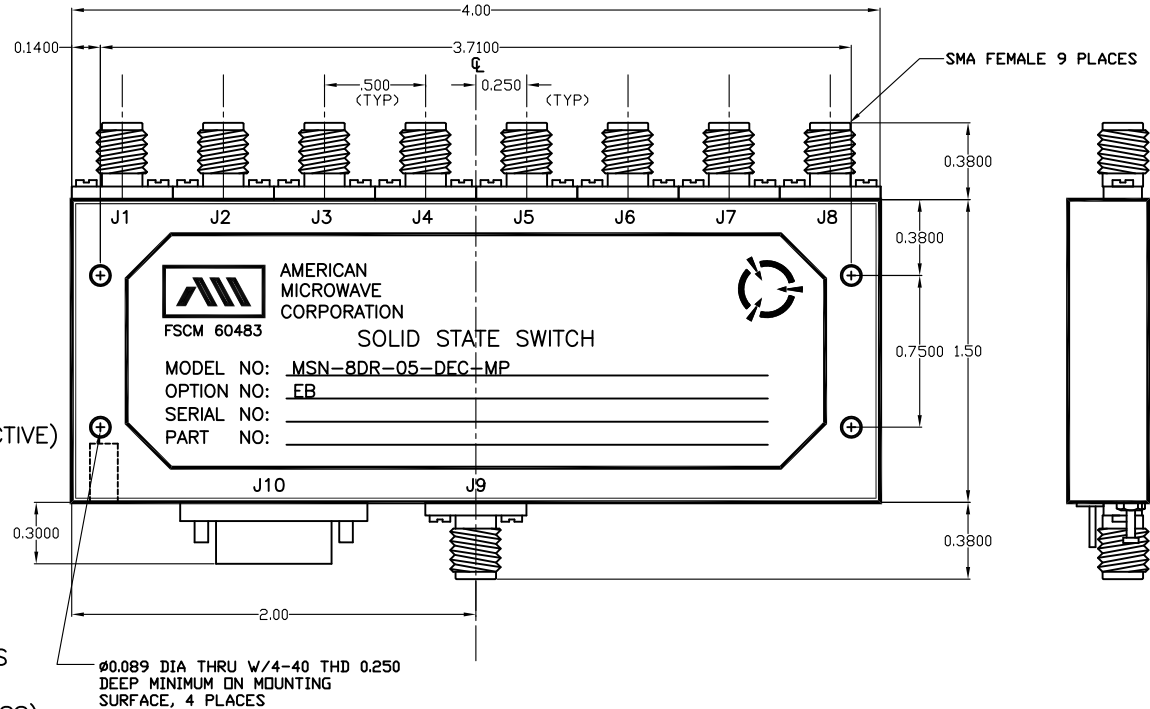 4.00
0.1400
3.7100
℄
.500
(TYP)
0.250
(TYP)
SMA FEMALE 9 PLACES
0.3800
J1 J2 J3 J4 J5 J6 J7 J8
0.3800
AMERICAN
MICROWAVE
CORPORATION
FSCM 60483
SOLID STATE SWITCH
0.7500 1.50
MODEL NO: MSN-8DR-05-DEC-MP
OPTION NO: EB
SERIAL NO:
PART NO:
CTIVE)
J10 J9
0.3000
0.3800
2.00
S
Ø0.089 DIA THRU W/4-40 THD 0.250
DEEP MINIMUM ON MOUNTING
SURFACE, 4 PLACES